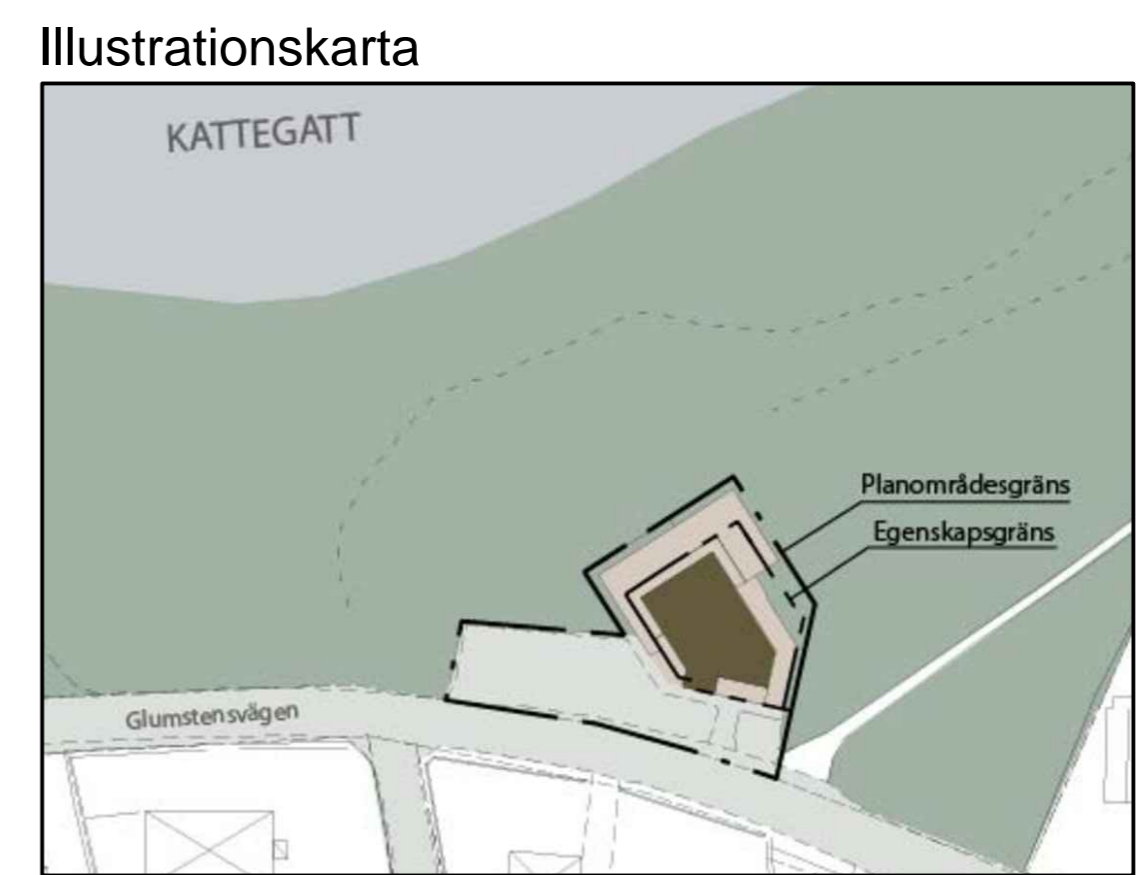 Illustrationskarta
KATTEGATT
Planområdesgräns
Egenskapsgräns
Glumstensvägen